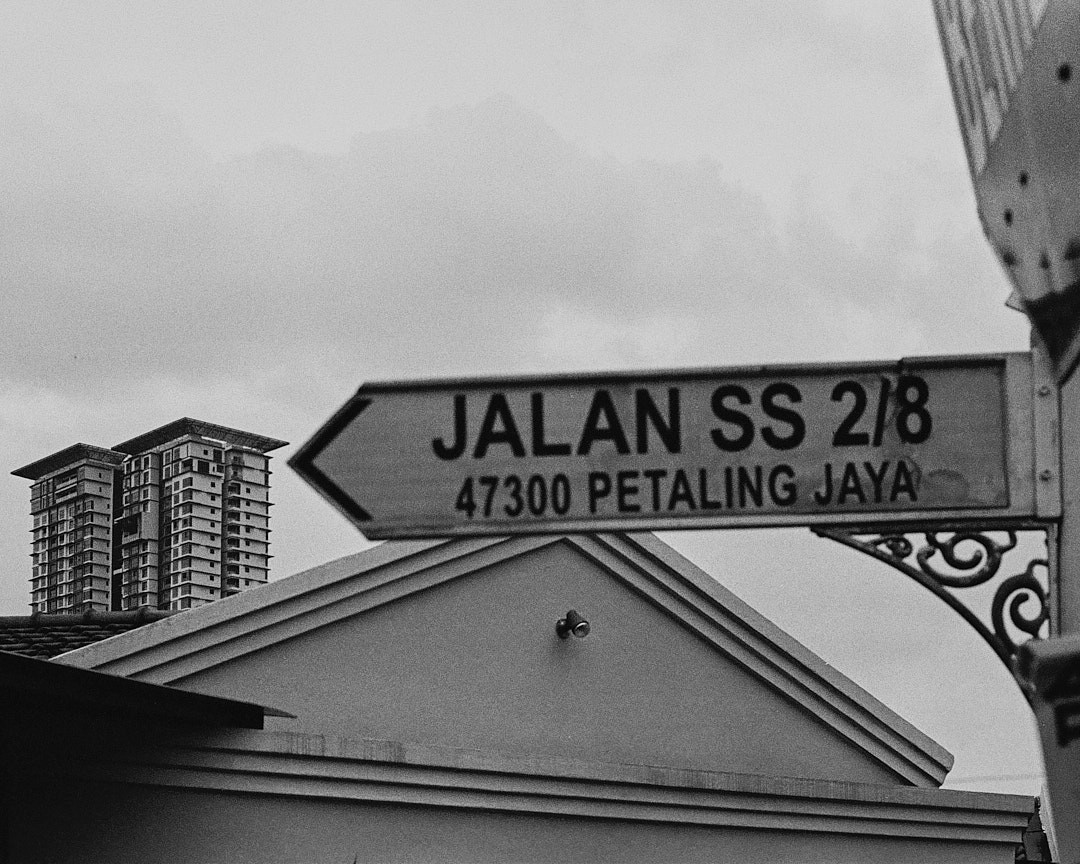 JALAN SS 2/8
47300 PETALING JAYA